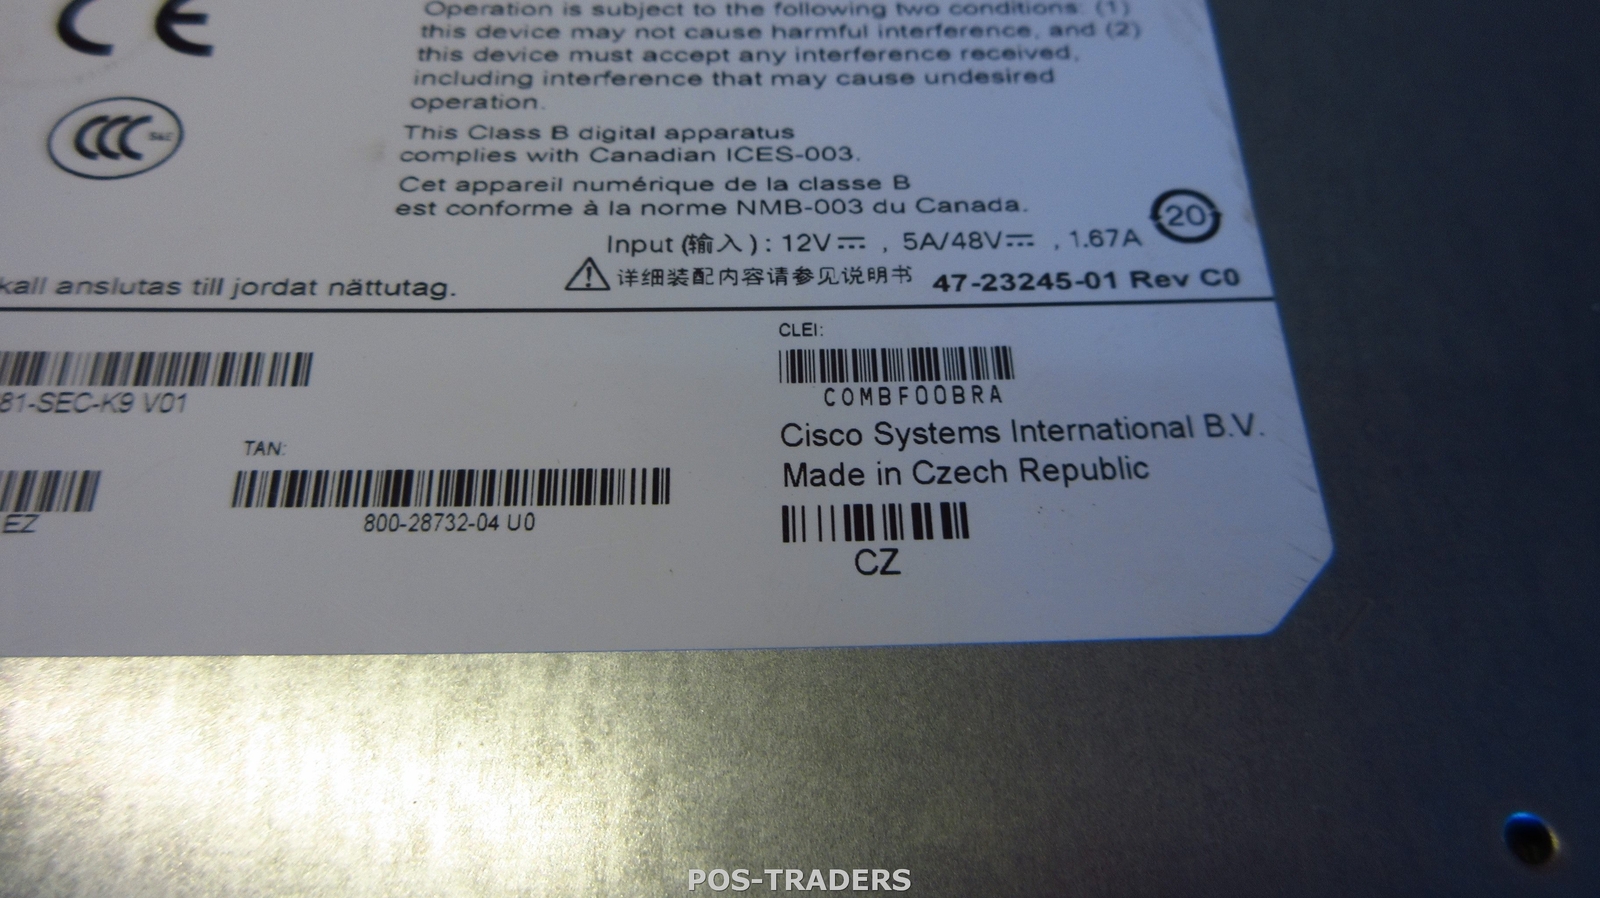 CE
Operation is subject to the following two conditions: (1)
this device may not cause harmful interference, and (2)
this device must accept any interference received,
including interference that may cause undesired
operation.
CCC S&E
This Class B digital apparatus
complies with Canadian ICES-003.
Cet appareil numérique de la classe B
est conforme à la norme NMB-003 du Canada.
20
Input (输入): 12V⎓, 5A/48V⎓, 1.67A
kall anslutas till jordat nättutag.
详细装配内容请参见说明书 47-23245-01 Rev C0
81-SEC-K9 V01
CLEI:
COMBF00BRA
Cisco Systems International B.V.
Made in Czech Republic
CZ
EZ
TAN:
800-28732-04 U0
POS-TRADERS